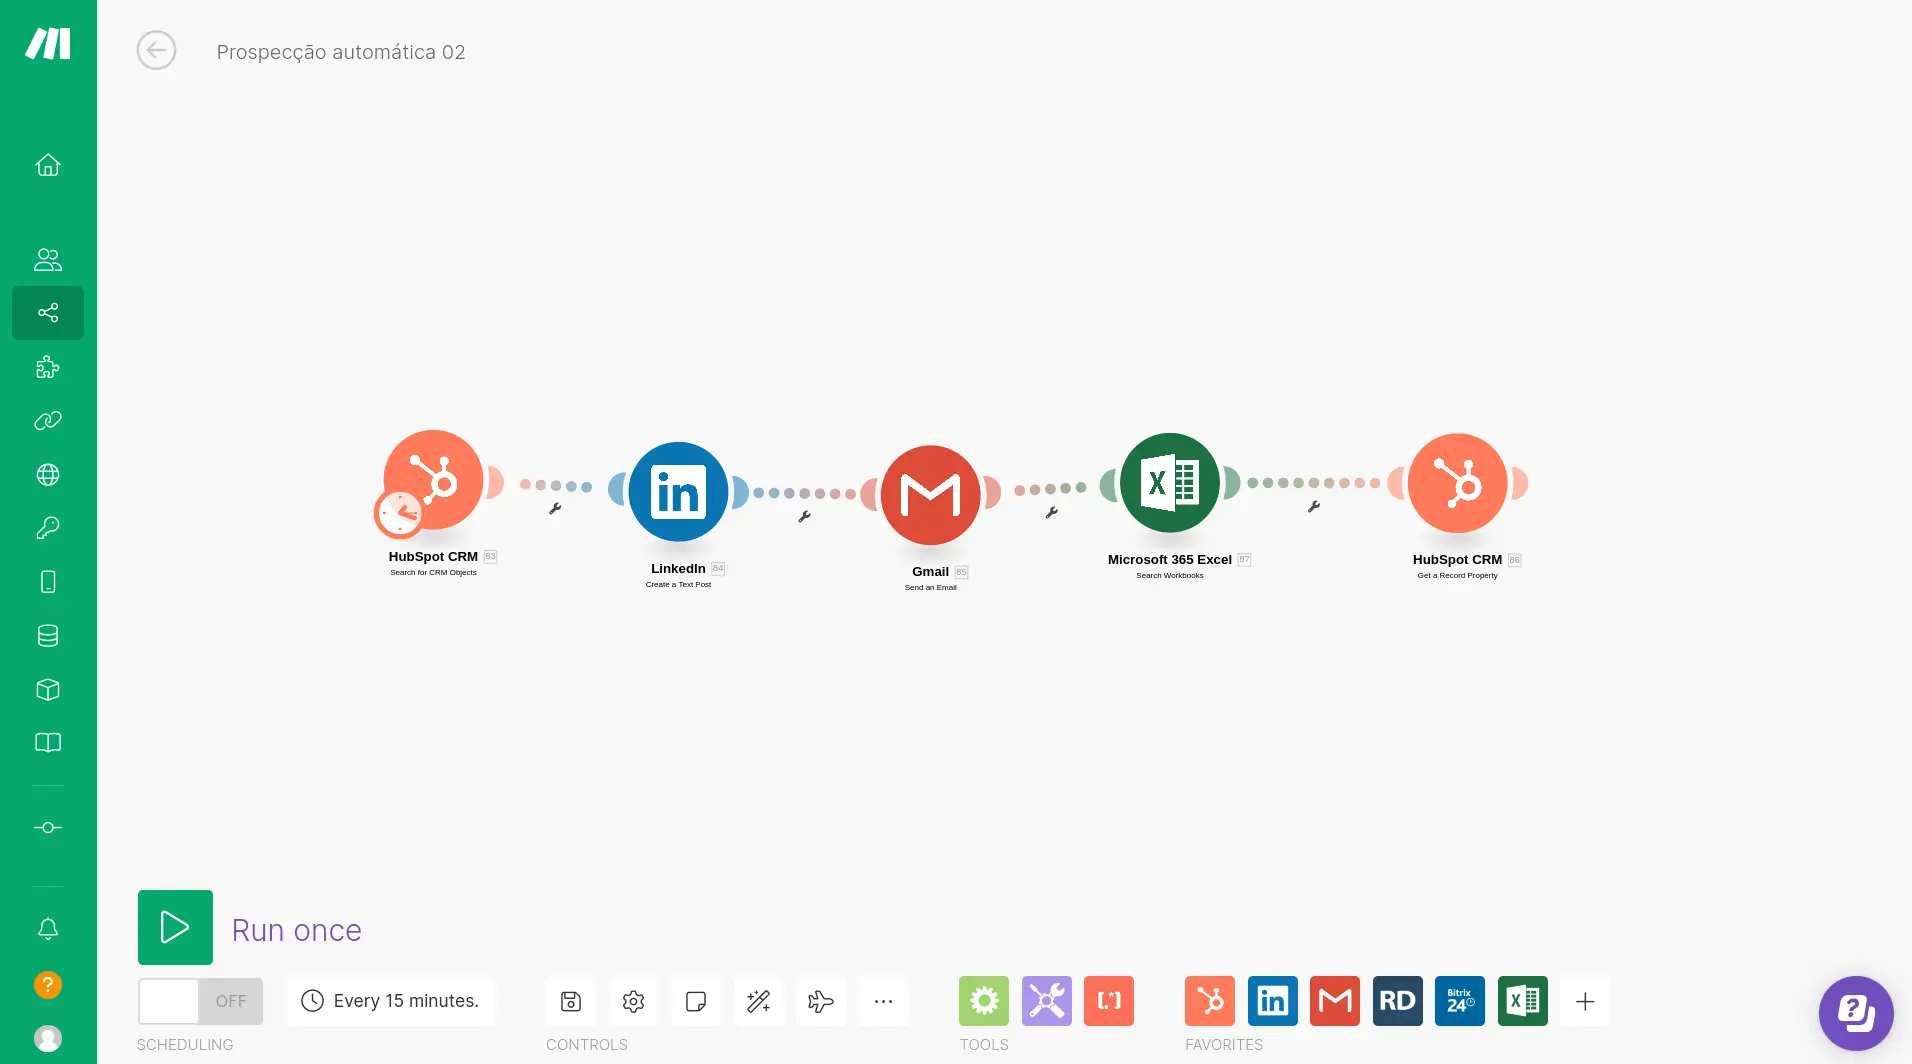 Prospecção automática 02
HubSpot CRM 83
Search for CRM Objects
LinkedIn 84
Create a Text Post
Gmail 85
Send an Email
Microsoft 365 Excel 87
Search Workbooks
HubSpot CRM 86
Get a Record Property
Run once
OFF
Every 15 minutes.
SCHEDULING
CONTROLS
[.*]
TOOLS
in
RD
Bitrix
24
X
FAVORITES
?
?
in
X